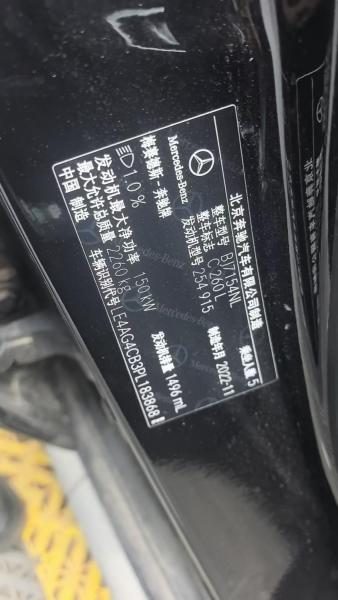 北京奔驰汽车有限公司制造
整车型号 BJ7154NL 乘坐人数 5
整车标志 C 260 L 制造年月 2022-11
发动机型号 254 915
Mercedes-Benz
梅赛德斯-奔驰牌
1.0%
发动机最大净功率 150 kW 发动机排量 1496 mL
最大允许总质量 2260 kg
中国 制造 车辆识别代号 LE4AG4CB3PL183868